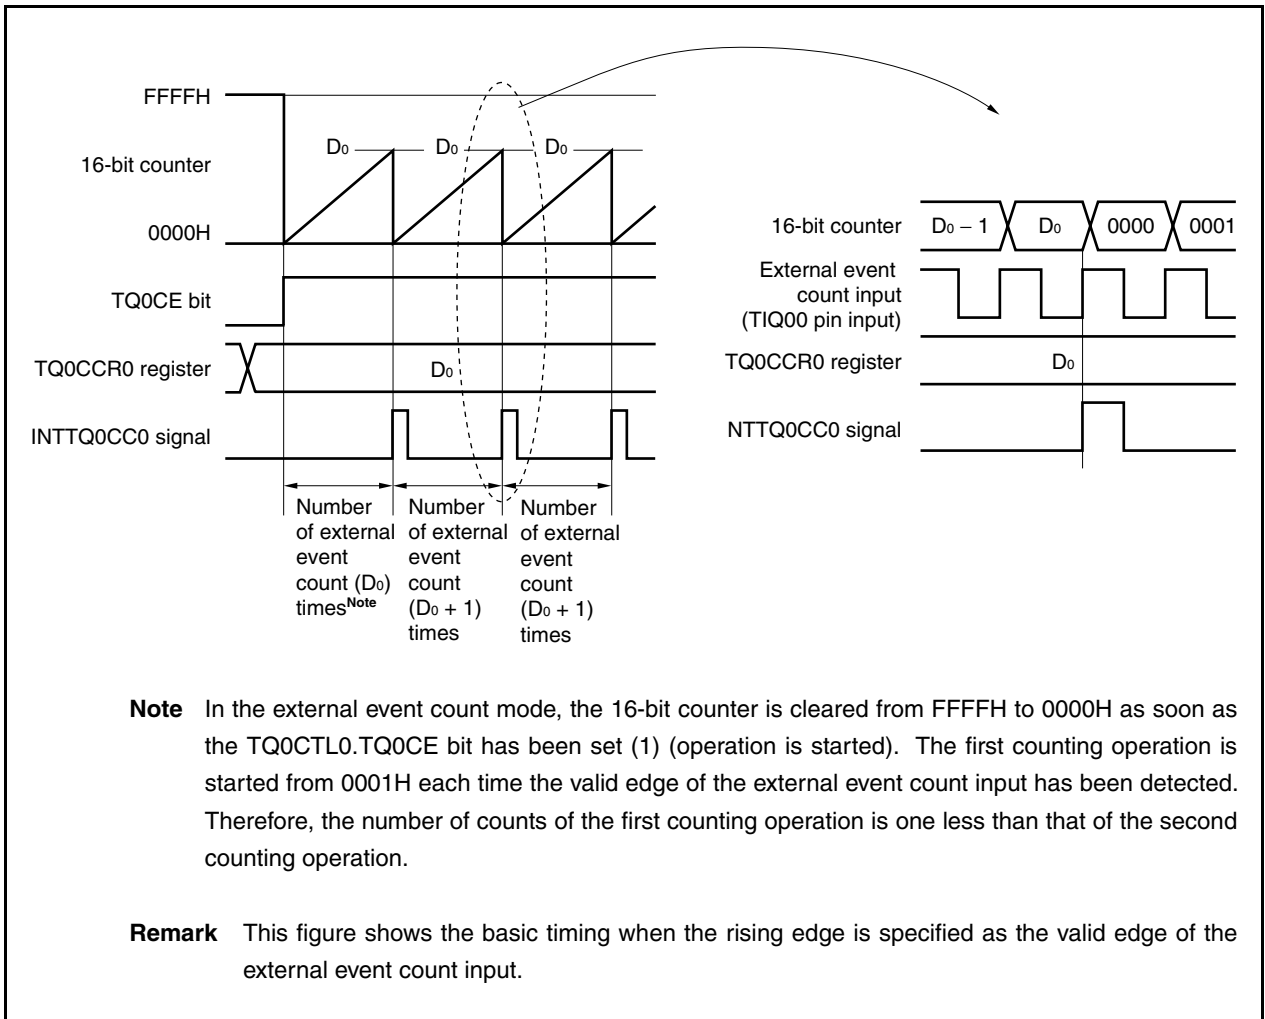 FFFFH
16-bit counter
0000H
D0
D0
D0
TQ0CE bit
TQ0CCR0 register
D0
INTTQ0CC0 signal
Number
of external
event
count (D0)
timesNote
Number
of external
event
count
(D0 + 1)
times
Number
of external
event
count
(D0 + 1)
times
16-bit counter
D0 − 1
D0
0000
0001
External event
count input
(TIQ00 pin input)
TQ0CCR0 register
D0
NTTQ0CC0 signal
Note In the external event count mode, the 16-bit counter is cleared from FFFFH to 0000H as soon as
the TQ0CTL0.TQ0CE bit has been set (1) (operation is started). The first counting operation is
started from 0001H each time the valid edge of the external event count input has been detected.
Therefore, the number of counts of the first counting operation is one less than that of the second
counting operation.
Remark This figure shows the basic timing when the rising edge is specified as the valid edge of the
external event count input.